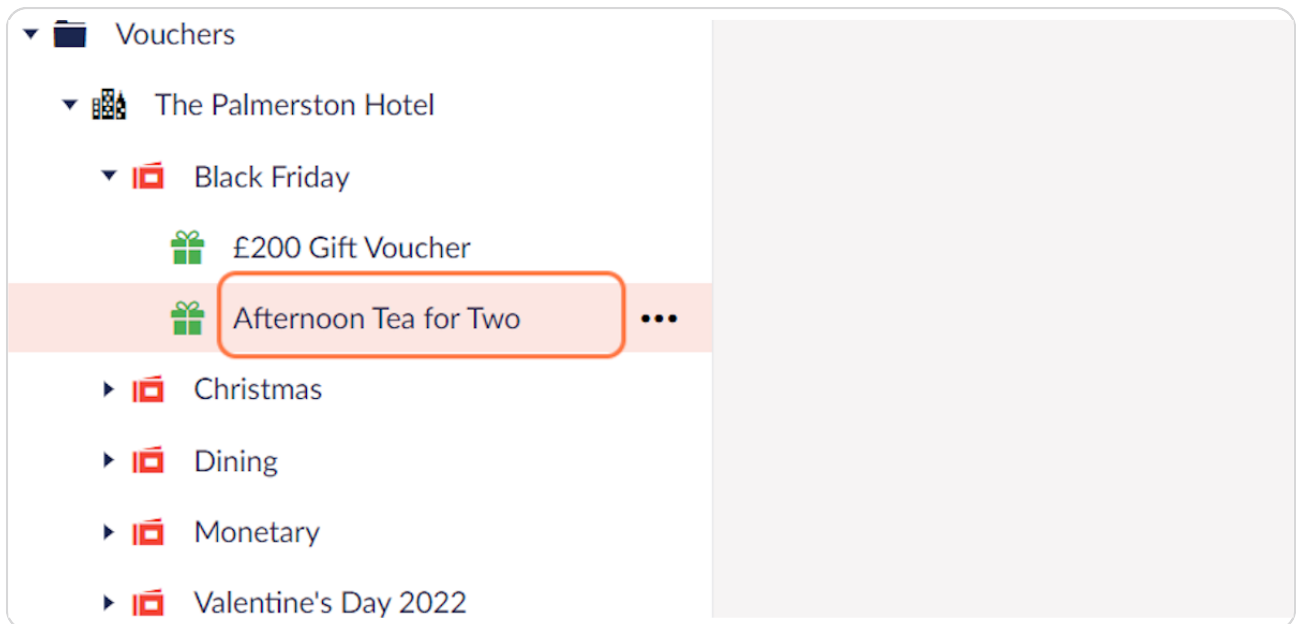 Vouchers
The Palmerston Hotel
Black Friday
£200 Gift Voucher
Afternoon Tea for Two
Christmas
Dining
Monetary
Valentine's Day 2022